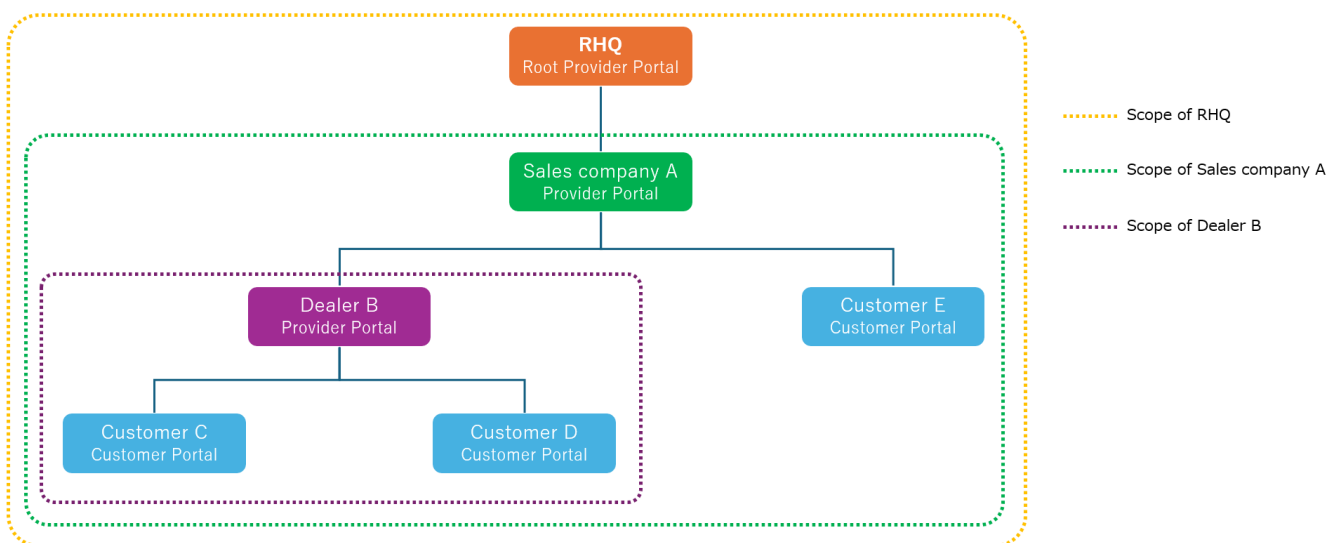 RHQ
Root Provider Portal
Scope of RHQ
Sales company A
Provider Portal
Scope of Sales company A
Scope of Dealer B
Dealer B
Provider Portal
Customer E
Customer Portal
Customer C
Customer Portal
Customer D
Customer Portal